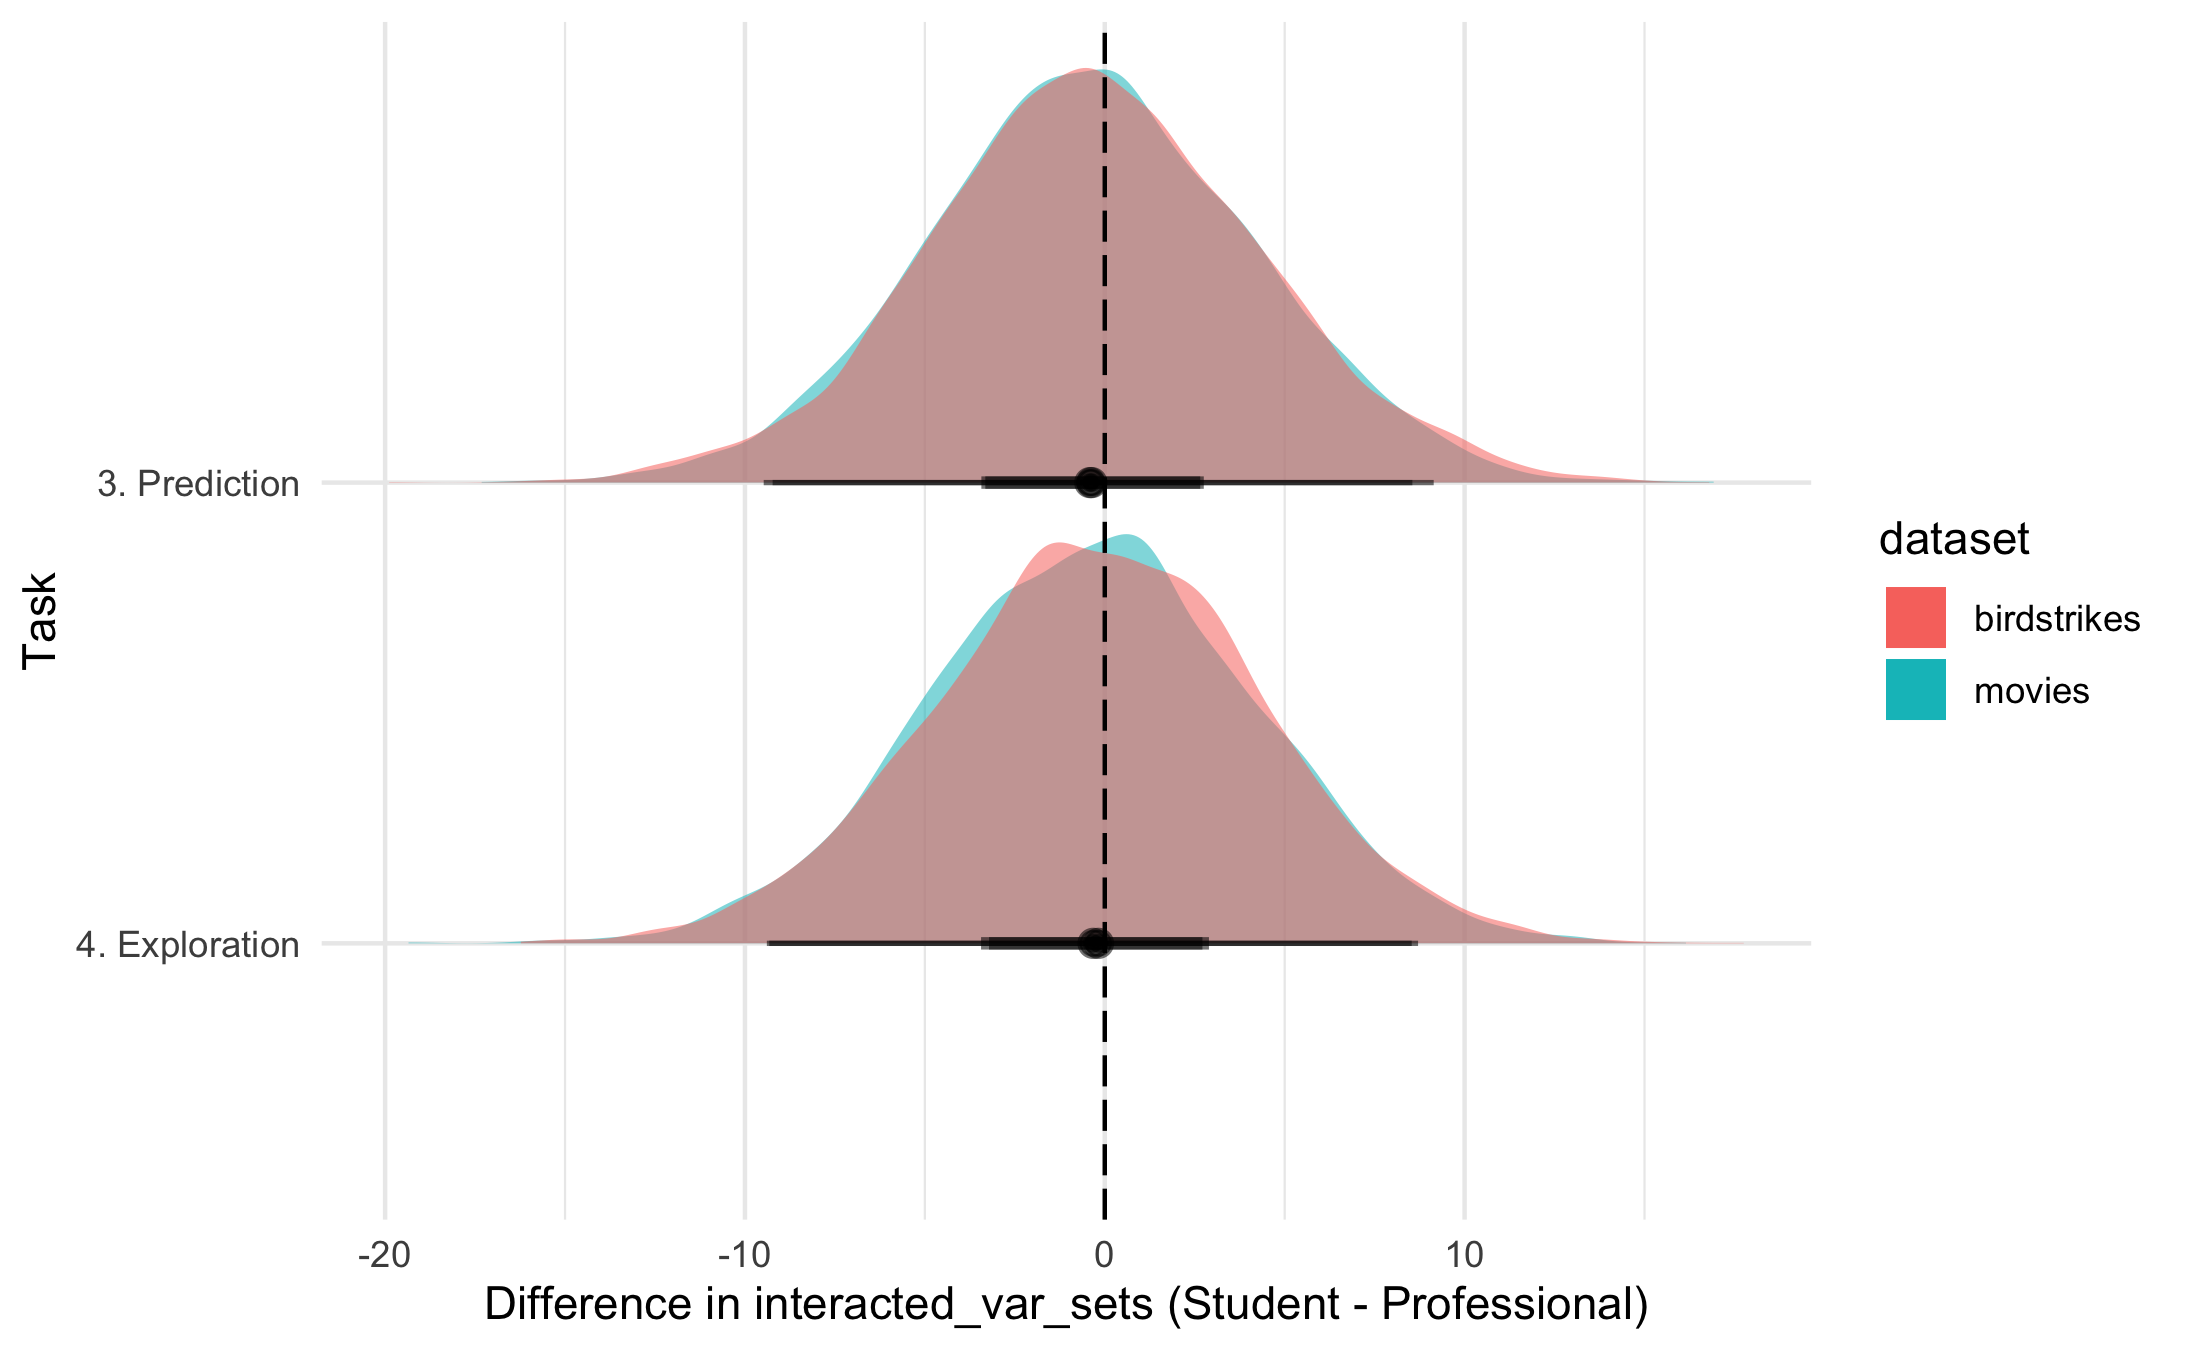 3. Prediction
4. Exploration
Task
-20
-10
0
10
Difference in interacted_var_sets (Student - Professional)
dataset
birdstrikes
movies